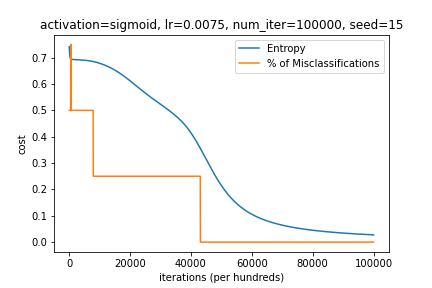 activation=sigmoid, lr=0.0075, num_iter=100000, seed=15
Entropy
% of Misclassifications
cost
0.7
0.6
0.5
0.4
0.3
0.2
0.1
0.0
0 20000 40000 60000 80000 100000
iterations (per hundreds)